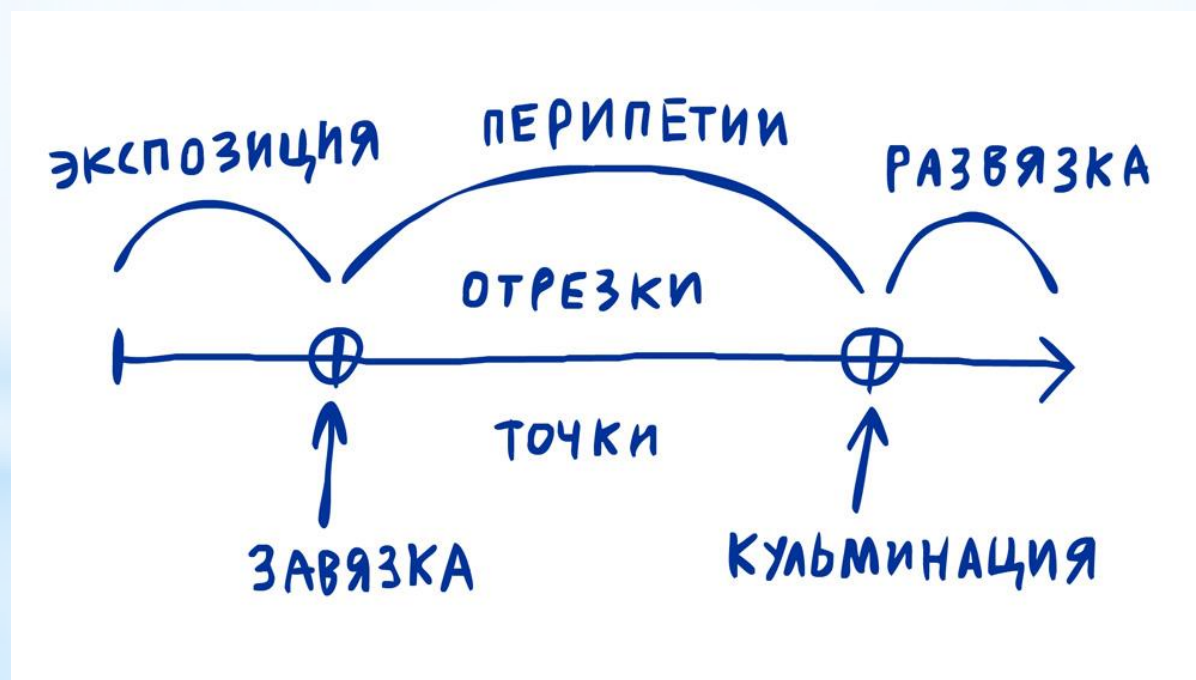 ЭКСПОЗИЦИЯ
ПЕРИПЕТИИ
РАЗВЯЗКА
ОТРЕЗКИ
ТОЧКИ
ЗАВЯЗКА
КУЛЬМИНАЦИЯ